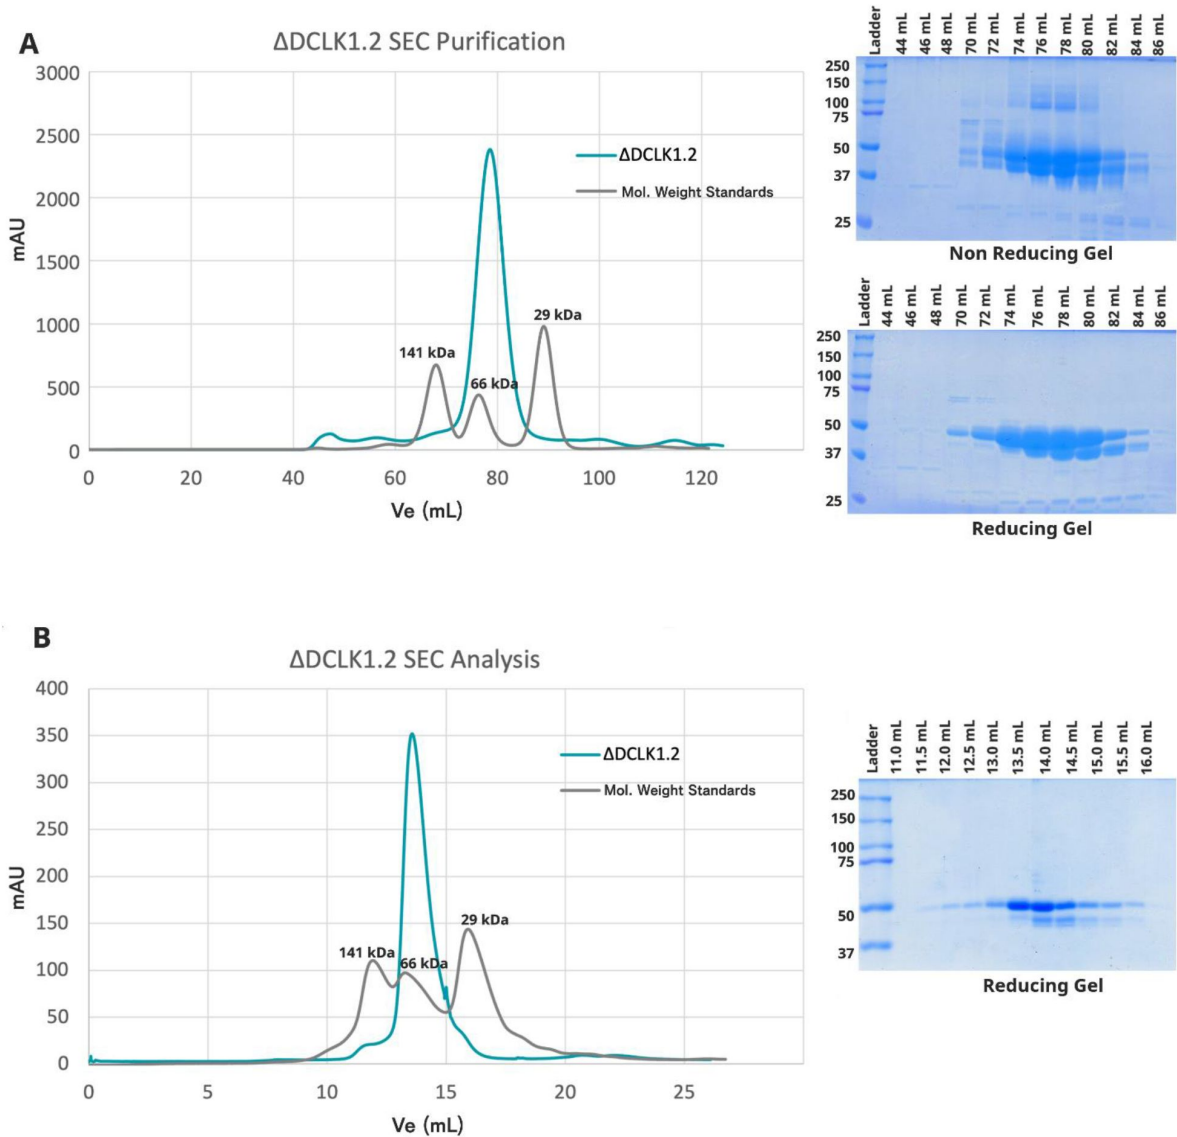 A
ΔDCLK1.2 SEC Purification
3000
2500
2000
1500
1000
500
0
mAU
0 20 40 60 80 100 120
Ve (mL)
ΔDCLK1.2
Mol. Weight Standards
141 kDa
66 kDa
29 kDa
Ladder
44 mL
46 mL
48 mL
70 mL
72 mL
74 mL
76 mL
78 mL
80 mL
82 mL
84 mL
86 mL
250
150
100
75
50
37
25
Non Reducing Gel
Ladder
44 mL
46 mL
48 mL
70 mL
72 mL
74 mL
76 mL
78 mL
80 mL
82 mL
84 mL
86 mL
250
150
100
75
50
37
25
Reducing Gel
B
ΔDCLK1.2 SEC Analysis
400
350
300
250
200
150
100
50
0
mAU
0 5 10 15 20 25
Ve (mL)
ΔDCLK1.2
Mol. Weight Standards
141 kDa
66 kDa
29 kDa
Ladder
11.0 mL
11.5 mL
12.0 mL
12.5 mL
13.0 mL
13.5 mL
14.0 mL
14.5 mL
15.0 mL
15.5 mL
16.0 mL
250
150
100
75
50
37
Reducing Gel